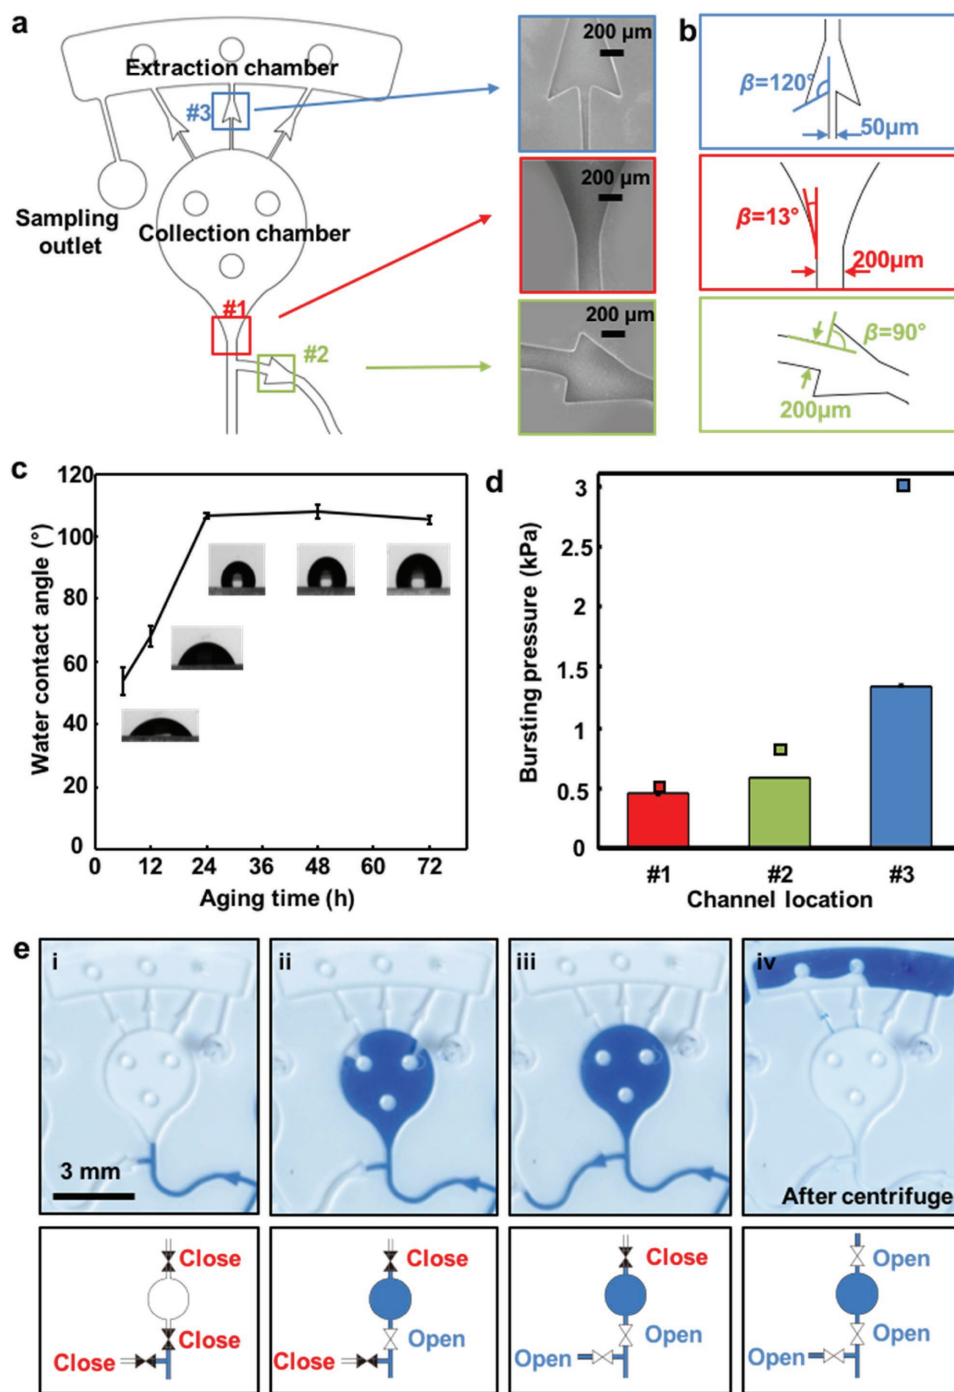 a
Extraction chamber
#3
Sampling
outlet
Collection chamber
#1
#2
200 µm
200 µm
200 µm
b
β=120°
50µm
β=13°
200µm
β=90°
200µm
c
Water contact angle (°)
120
100
80
60
40
20
0
0 12 24 36 48 60 72
Aging time (h)
d
Bursting pressure (kPa)
3
2.5
2
1.5
1
0.5
0
#1 #2 #3
Channel location
e
i
3 mm
ii
iii
iv
After centrifuge
Close
Close
Close
Close
Open
Close
Close
Open
Open
Open
Open
Open